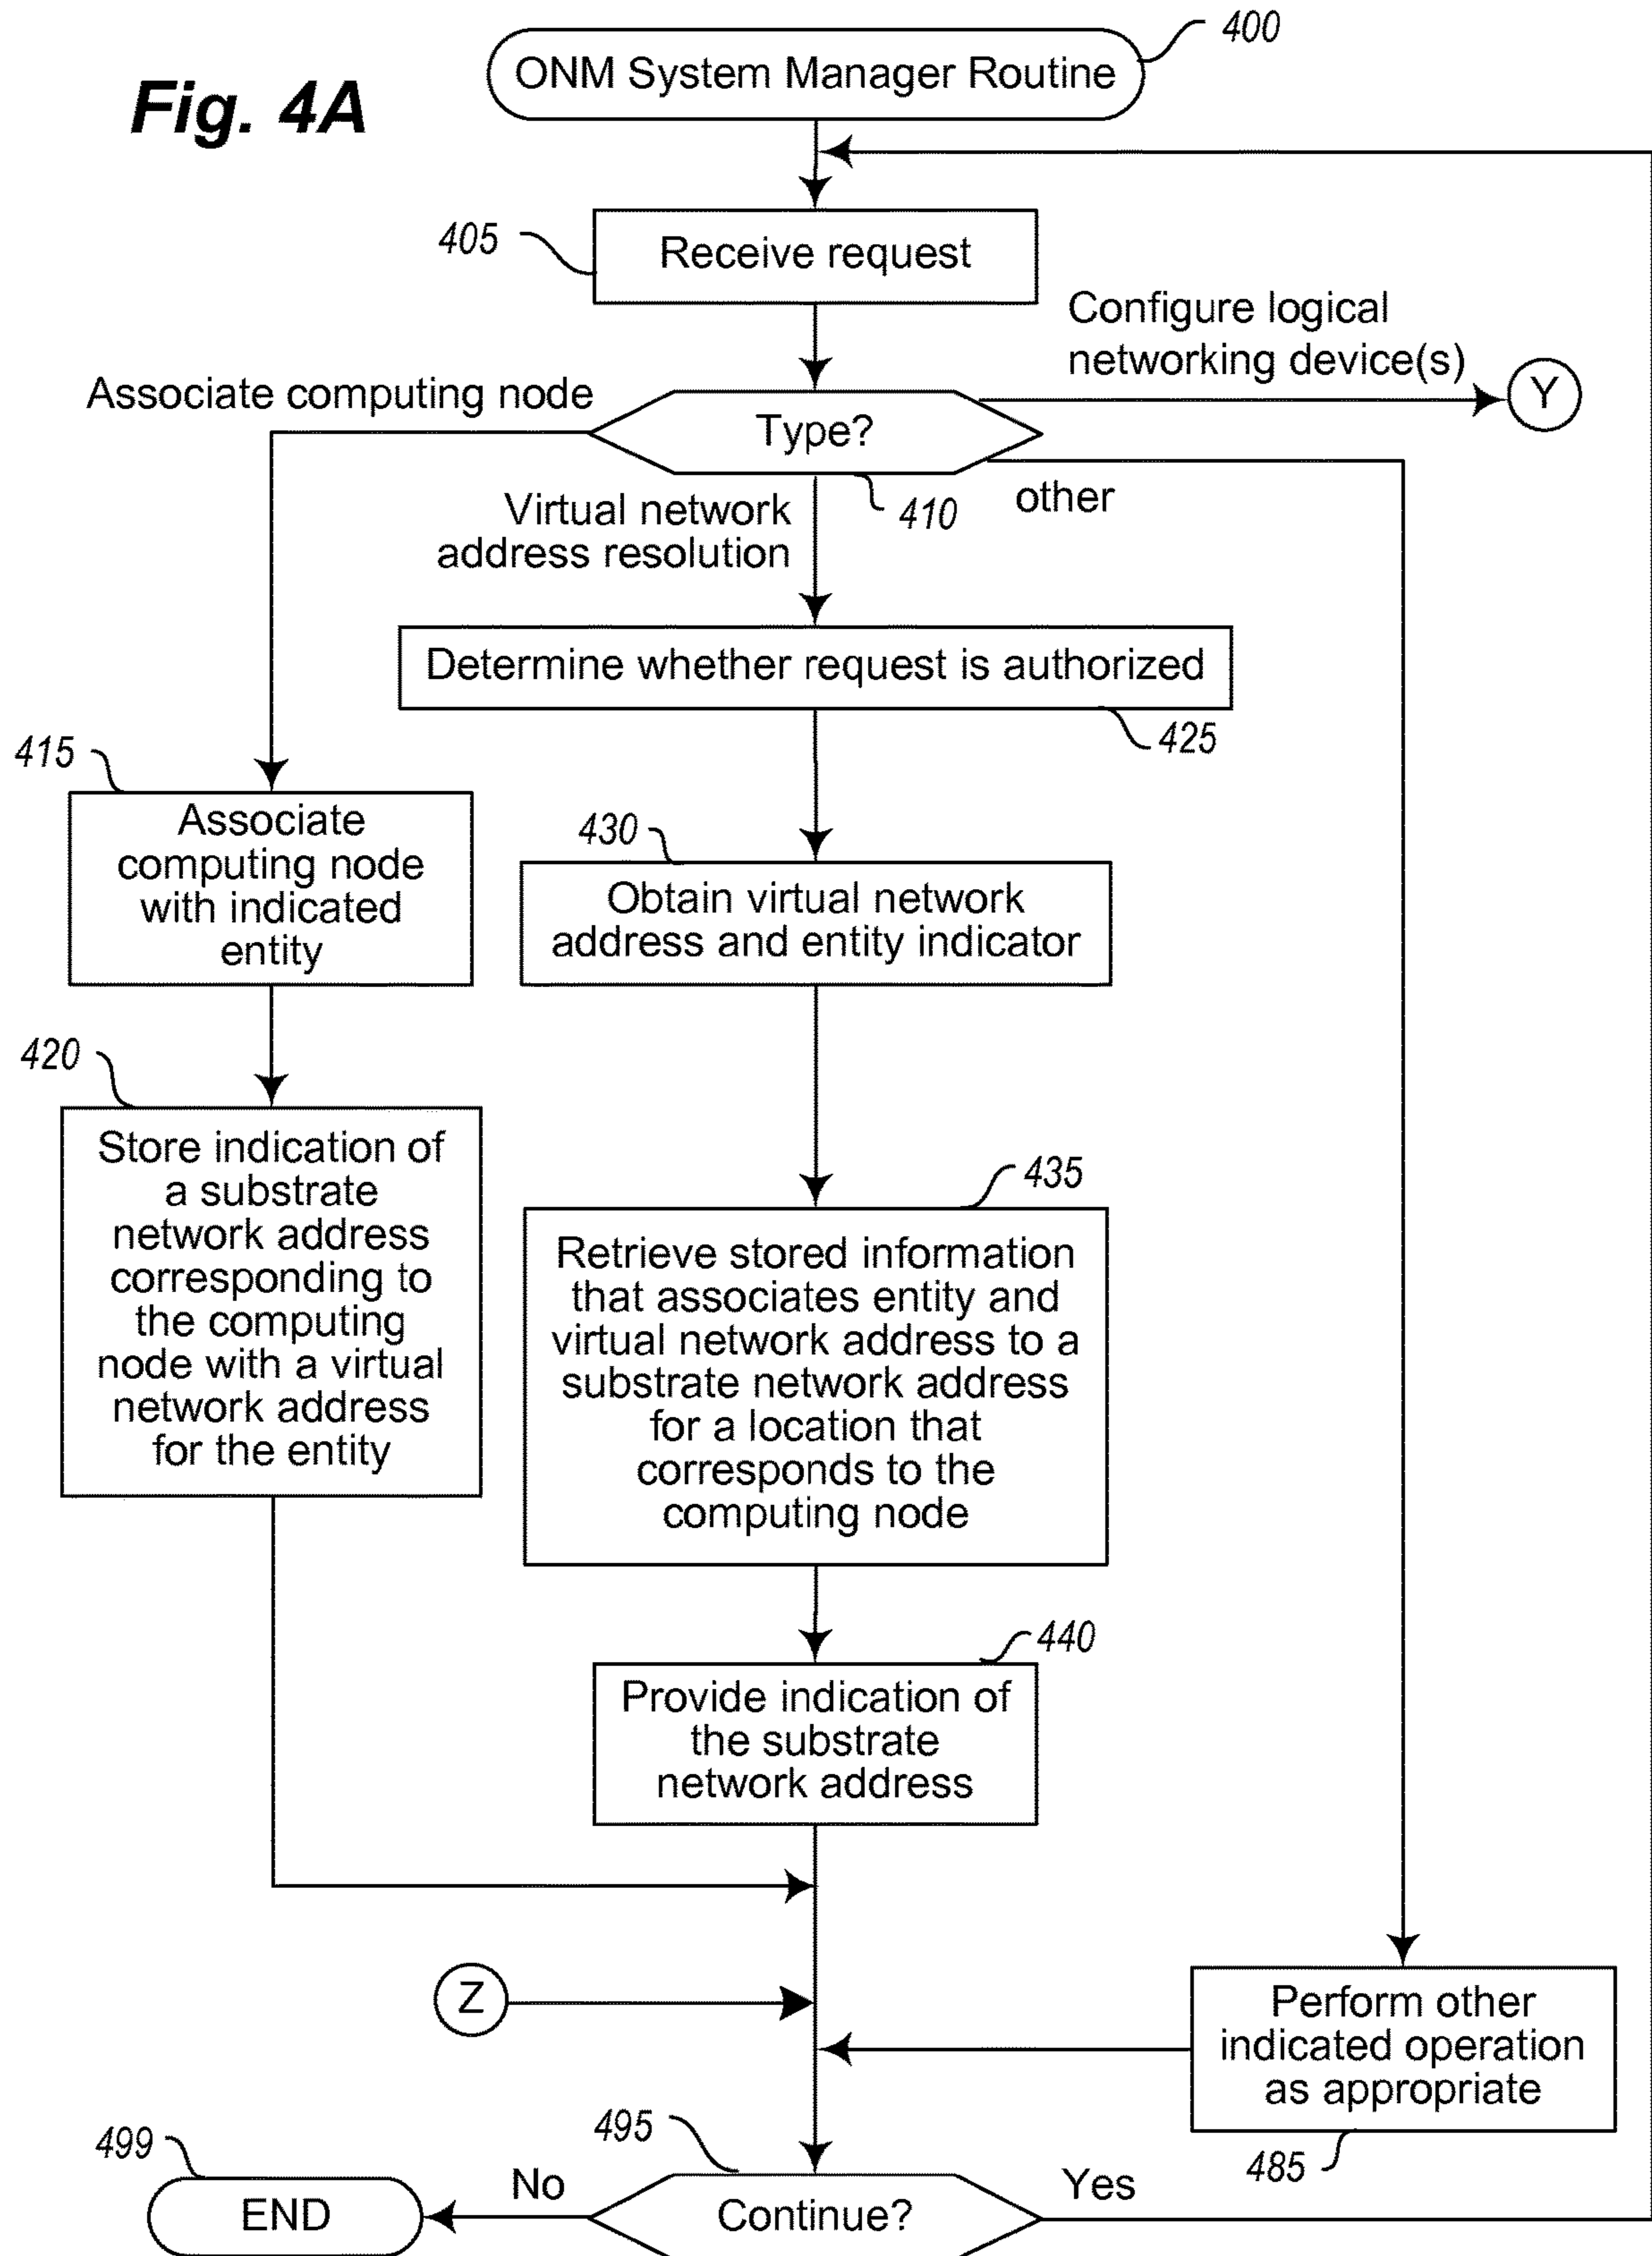 Fig. 4A
400
ONM System Manager Routine
405
Receive request
Configure logical
networking device(s)
Y
Associate computing node
Type?
410
other
Virtual network
address resolution
Determine whether request is authorized
425
415
Associate
computing node
with indicated
entity
430
Obtain virtual network
address and entity indicator
420
Store indication of
a substrate
network address
corresponding to
the computing
node with a virtual
network address
for the entity
435
Retrieve stored information
that associates entity and
virtual network address to a
substrate network address
for a location that
corresponds to the
computing node
440
Provide indication of
the substrate
network address
Z
Perform other
indicated operation
as appropriate
485
495
499
END
No
Continue?
Yes